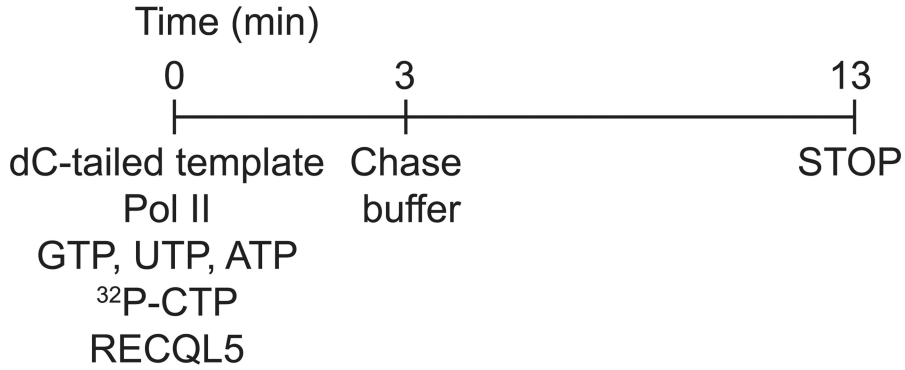 Time (min)
0 3 13
dC-tailed template Chase STOP
Pol II buffer
GTP, UTP, ATP
³²P-CTP
RECQL5